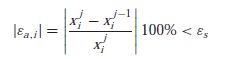 |ε_{a,i}| = | (x_i^j − x_i^{j−1}) / x_i^j | 100% < ε_s